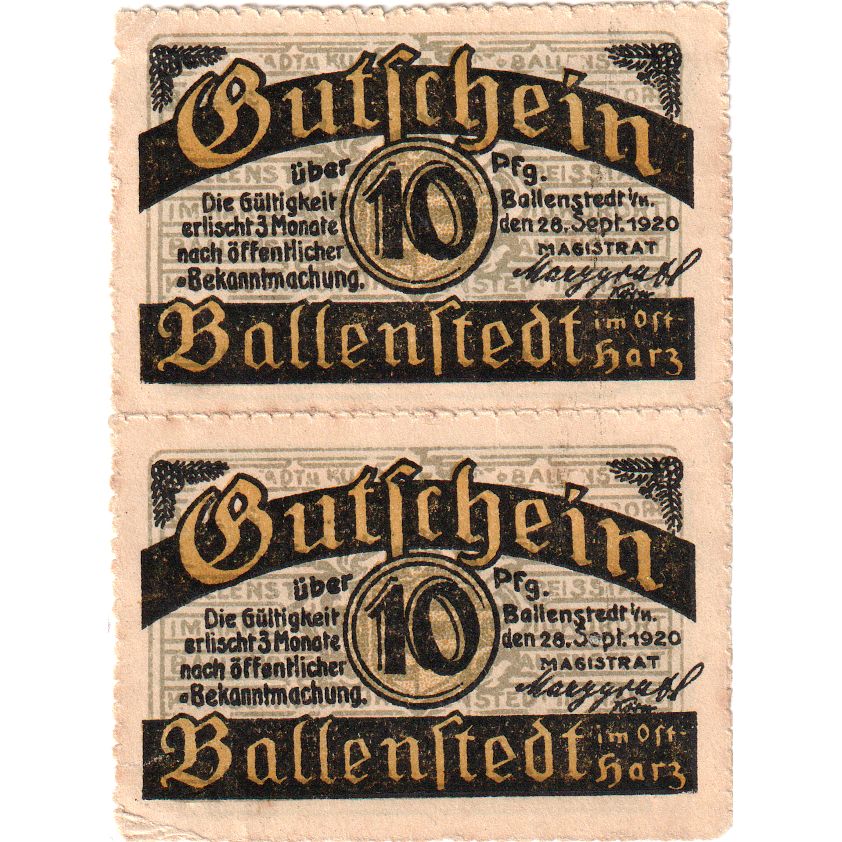 Gutschein
über 10 Pfg.
Die Gültigkeit
erlischt 3 Monate
nach öffentlicher
Bekanntmachung.
Ballenstedt i/H.
den 28. Sept. 1920
MAGISTRAT
Ballenstedt im Ost-
Harz
Gutschein
über 10 Pfg.
Die Gültigkeit
erlischt 3 Monate
nach öffentlicher
Bekanntmachung.
Ballenstedt i/H.
den 28. Sept. 1920
MAGISTRAT
Ballenstedt im Ost-
Harz